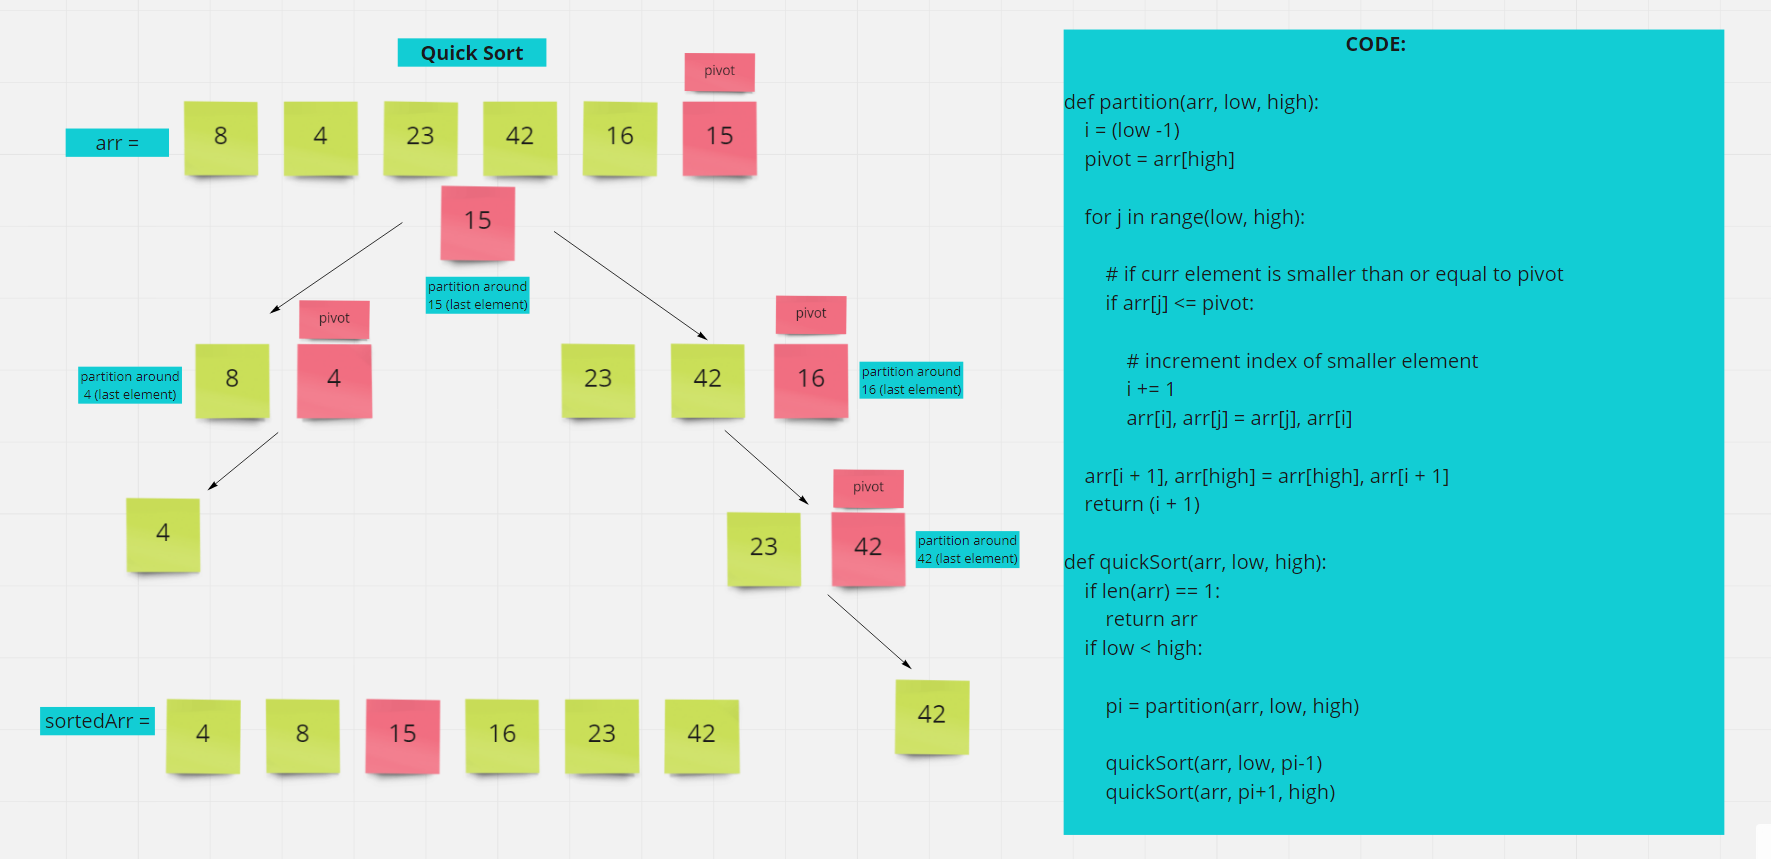 Quick Sort
pivot
arr =
8 4 23 42 16 15
15
partition around
15 (last element)
pivot
pivot
partition around
4 (last element)
8 4
23 42 16
partition around
16 (last element)
4
pivot
23 42
partition around
42 (last element)
42
sortedArr =
4 8 15 16 23 42
CODE:
def partition(arr, low, high):
    i = (low -1)
    pivot = arr[high]
    for j in range(low, high):
        # if curr element is smaller than or equal to pivot
        if arr[j] <= pivot:
            # increment index of smaller element
            i += 1
            arr[i], arr[j] = arr[j], arr[i]
    arr[i + 1], arr[high] = arr[high], arr[i + 1]
    return (i + 1)
def quickSort(arr, low, high):
    if len(arr) == 1:
        return arr
    if low < high:
        pi = partition(arr, low, high)
        quickSort(arr, low, pi-1)
        quickSort(arr, pi+1, high)